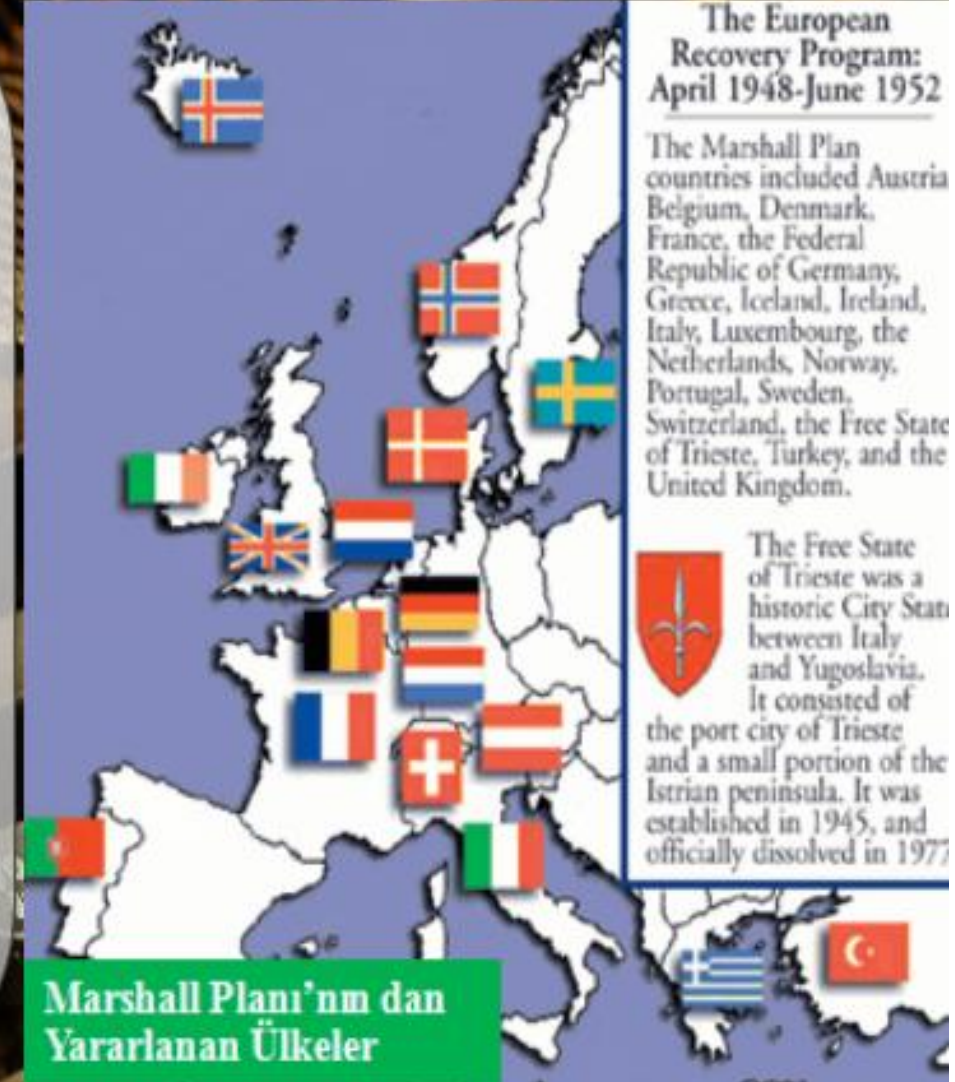 The European
Recovery Program:
April 1948-June 1952
The Marshall Plan
countries included Austria
Belgium, Denmark,
France, the Federal
Republic of Germany,
Greece, Iceland, Ireland,
Italy, Luxembourg, the
Netherlands, Norway,
Portugal, Sweden,
Switzerland, the Free State
of Trieste, Turkey, and the
United Kingdom.
The Free State
of Trieste was a
historic City Stat
between Italy
and Yugoslavia.
It consisted of
the port city of Trieste
and a small portion of the
Istrian peninsula. It was
established in 1945, and
officially dissolved in 1977
Marshall Planı’nın dan
Yararlanan Ülkeler